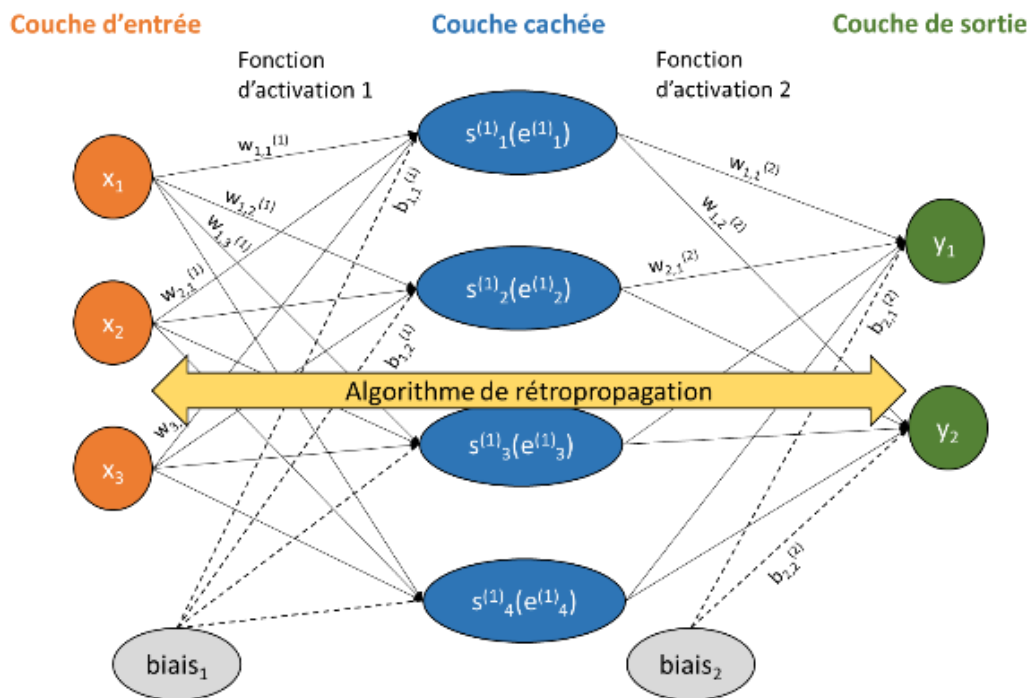 Couche d'entrée
Couche cachée
Couche de sortie
Fonction
d'activation 1
Fonction
d'activation 2
x₁
x₂
x₃
w₁,₁⁽¹⁾
w₁,₂⁽¹⁾
w₁,₃⁽¹⁾
w₂,₁⁽¹⁾
w₃,
b₁,₁⁽¹⁾
b₁,₂⁽¹⁾
s⁽¹⁾₁(e⁽¹⁾₁)
s⁽¹⁾₂(e⁽¹⁾₂)
Algorithme de rétropropagation
s⁽¹⁾₃(e⁽¹⁾₃)
s⁽¹⁾₄(e⁽¹⁾₄)
w₁,₁⁽²⁾
w₁,₂⁽²⁾
w₂,₁⁽²⁾
b₂,₁⁽²⁾
b₂,₂⁽²⁾
y₁
y₂
biais₁
biais₂